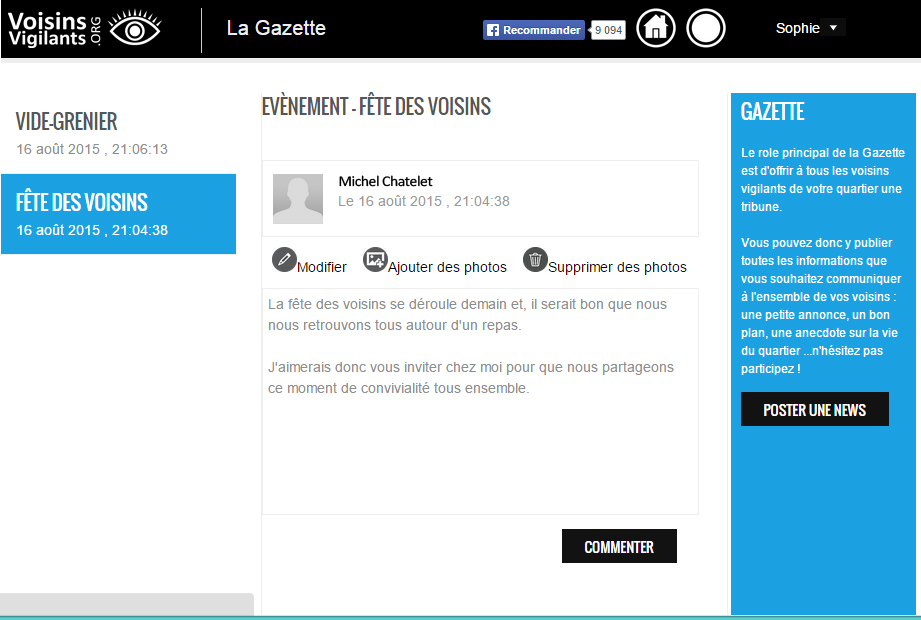 Voisins
Vigilants
.ORG
La Gazette
Recommander
9 094
Sophie
VIDE-GRENIER
16 août 2015 , 21:06:13
FÊTE DES VOISINS
16 août 2015 , 21:04:38
EVÈNEMENT - FÊTE DES VOISINS
Michel Chatelet
Le 16 août 2015 , 21:04:38
Modifier
Ajouter des photos
Supprimer des photos
La fête des voisins se déroule demain et, il serait bon que nous
nous retrouvons tous autour d'un repas.
J'aimerais donc vous inviter chez moi pour que nous partageons
ce moment de convivialité tous ensemble.
COMMENTER
GAZETTE
Le role principal de la Gazette
est d'offrir à tous les voisins
vigilants de votre quartier une
tribune.
Vous pouvez donc y publier
toutes les informations que
vous souhaitez communiquer
à l'ensemble de vos voisins :
une petite annonce, un bon
plan, une anecdote sur la vie
du quartier ...n'hésitez pas
participez !
POSTER UNE NEWS